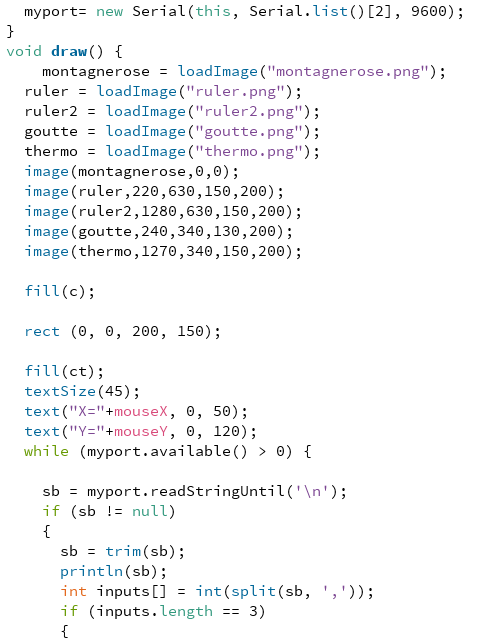 myport= new Serial(this, Serial.list()[2], 9600);
}
void draw() {
montagnerose = loadImage("montagnerose.png");
ruler = loadImage("ruler.png");
ruler2 = loadImage("ruler2.png");
goutte = loadImage("goutte.png");
thermo = loadImage("thermo.png");
image(montagnerose,0,0);
image(ruler,220,630,150,200);
image(ruler2,1280,630,150,200);
image(goutte,240,340,130,200);
image(thermo,1270,340,150,200);
fill(c);
rect (0, 0, 200, 150);
fill(ct);
textSize(45);
text("X="+mouseX, 0, 50);
text("Y="+mouseY, 0, 120);
while (myport.available() > 0) {
sb = myport.readStringUntil('\n');
if (sb != null)
{
sb = trim(sb);
println(sb);
int inputs[] = int(split(sb, ','));
if (inputs.length == 3)
{